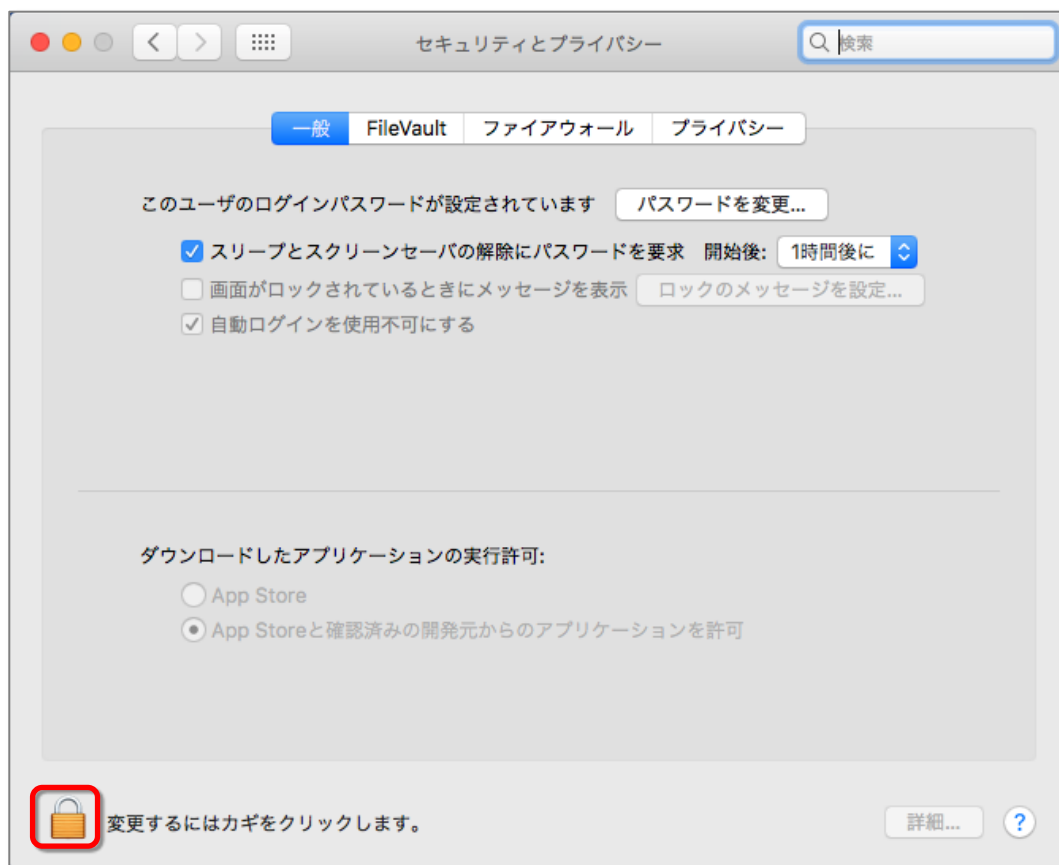 セキュリティとプライバシー
検索
一般 FileVault ファイアウォール プライバシー
このユーザのログインパスワードが設定されています パスワードを変更...
スリープとスクリーンセーバの解除にパスワードを要求 開始後: 1時間後に
画面がロックされているときにメッセージを表示 ロックのメッセージを設定...
自動ログインを使用不可にする
ダウンロードしたアプリケーションの実行許可:
App Store
App Storeと確認済みの開発元からのアプリケーションを許可
変更するにはカギをクリックします。 詳細... ?